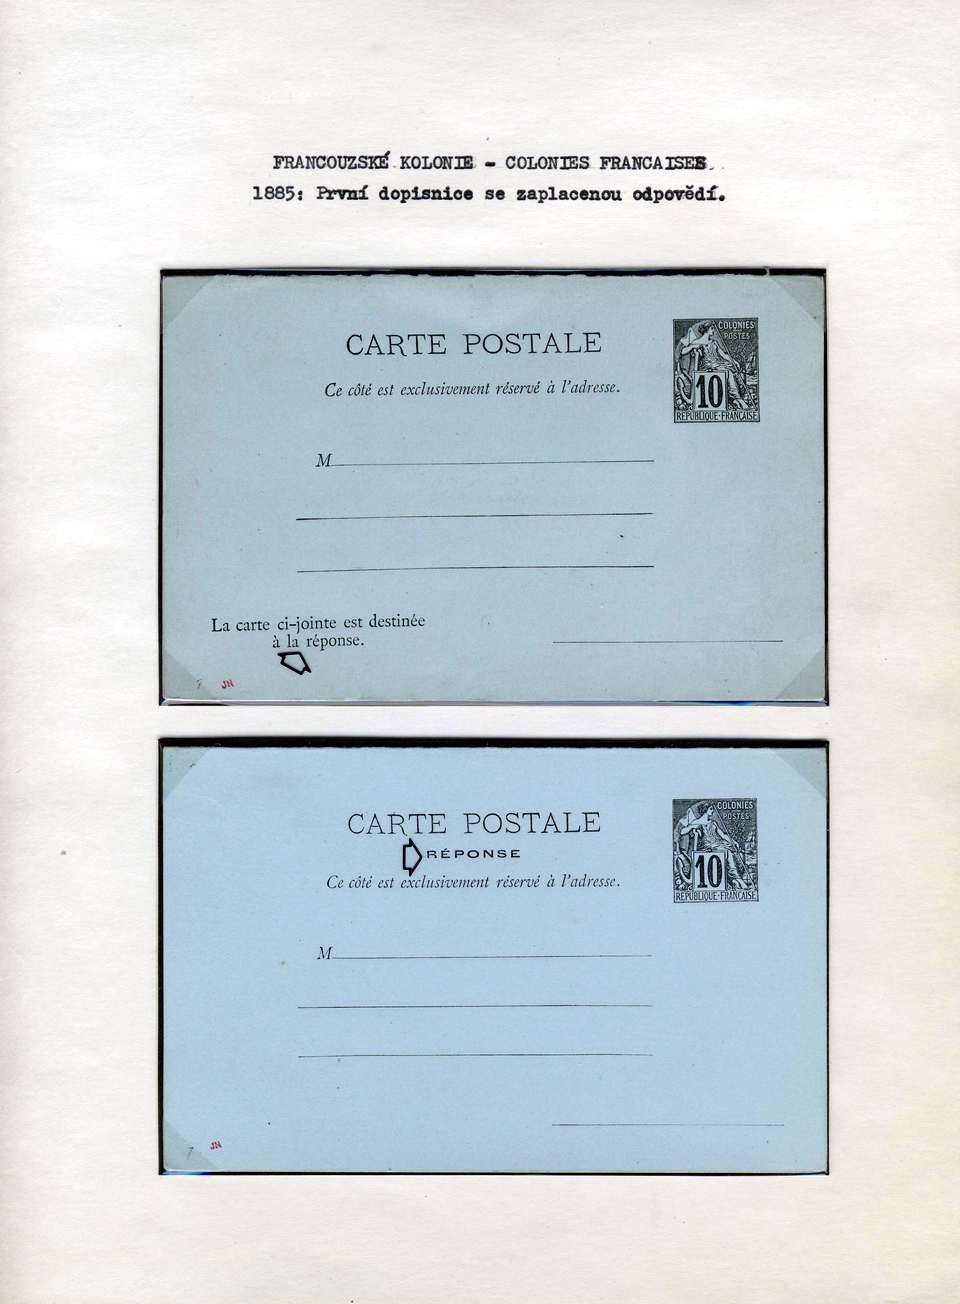 FRANCOUZSKÉ KOLONIE - COLONIES FRANCAISES.
1885: První dopisnice se zaplacenou odpovědí.
CARTE POSTALE
Ce côté est exclusivement réservé à l'adresse.
COLONIES
POSTES
10
REPUBLIQUE-FRANÇAISE
M
La carte ci-jointe est destinée
à la réponse.
JN
CARTE POSTALE
RÉPONSE
Ce côté est exclusivement réservé à l'adresse.
COLONIES
POSTES
10
REPUBLIQUE-FRANÇAISE
M
JN